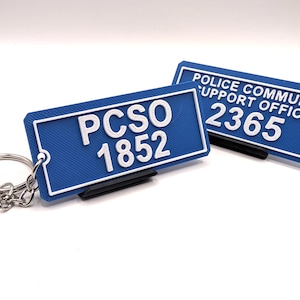 PCSO
1852
POLICE COMMU
SUPPORT OFFIC
2365